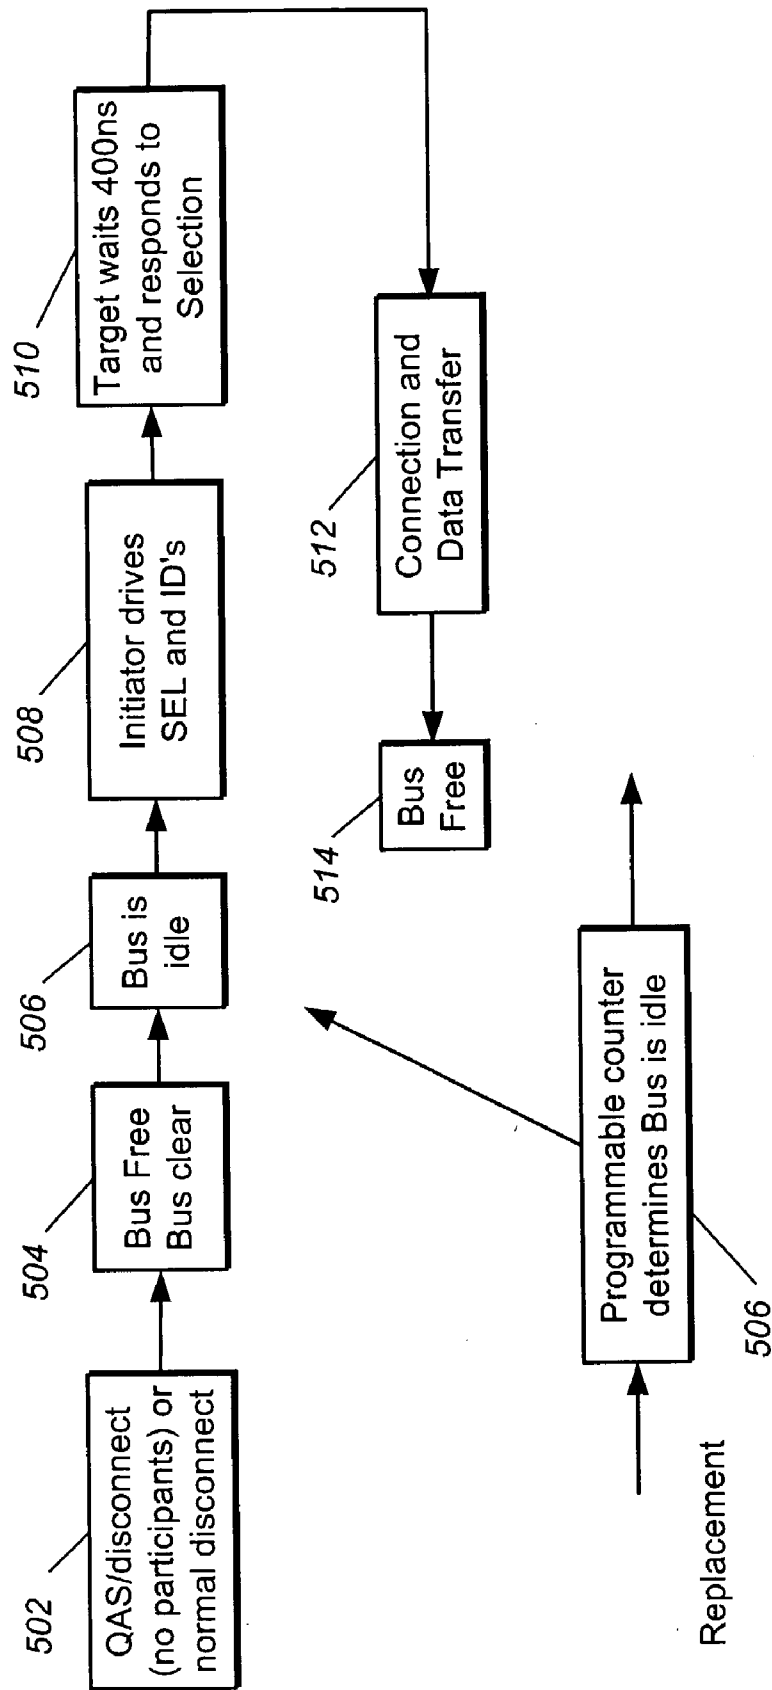 502
QAS/disconnect
(no participants) or
normal disconnect
504
Bus Free
Bus clear
506
Bus is
idle
508
Initiator drives
SEL and ID's
510
Target waits 400ns
and responds to
Selection
512
Connection and
Data Transfer
514
Bus
Free
Replacement
Programmable counter
determines Bus is idle
506